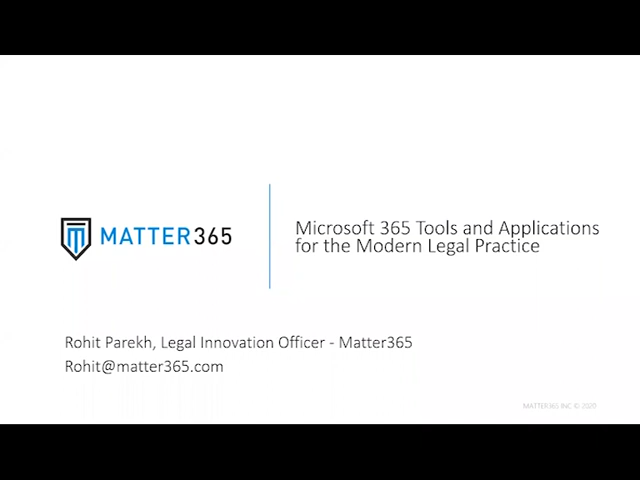 MATTER365
Microsoft 365 Tools and Applications
for the Modern Legal Practice
Rohit Parekh, Legal Innovation Officer - Matter365
Rohit@matter365.com
MATTER365 INC © 2020